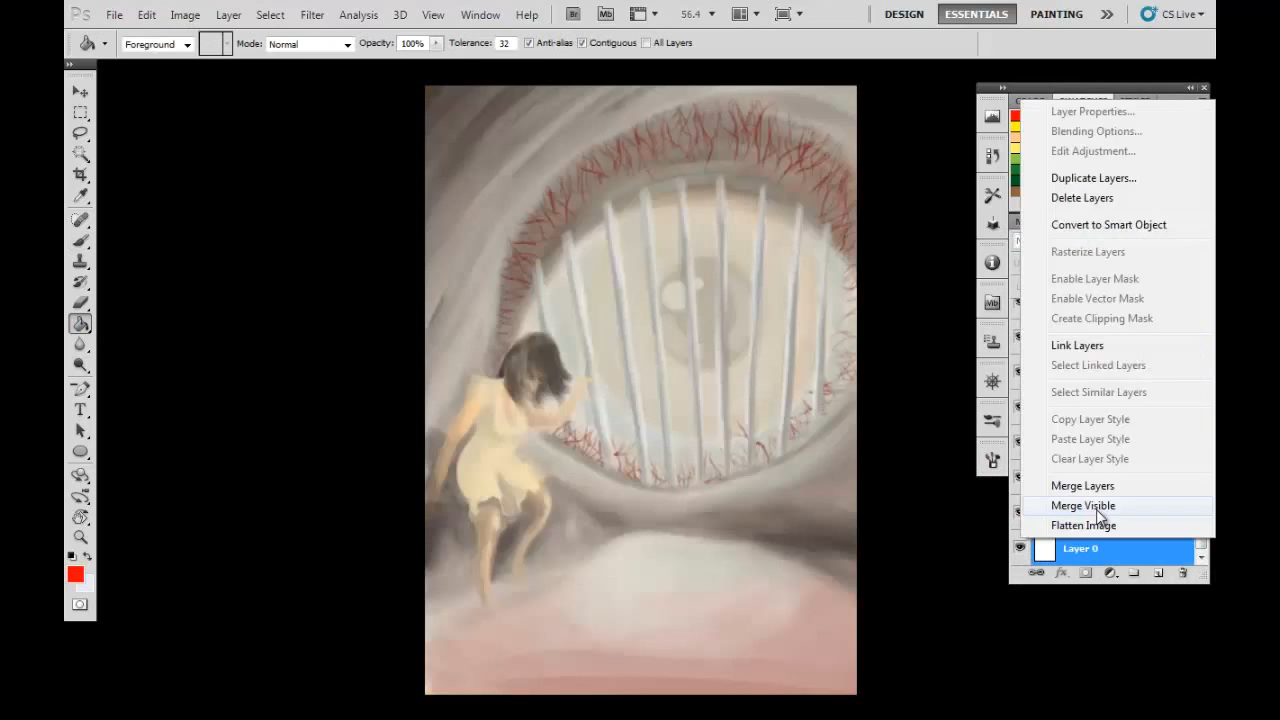 Ps File Edit Image Layer Select Filter Analysis 3D View Window Help Br Mb 56.4 DESIGN ESSENTIALS PAINTING CS Live
Foreground Mode: Normal Opacity: 100% Tolerance: 32 Anti-alias Contiguous All Layers
Layer Properties...
Blending Options...
Edit Adjustment...
Duplicate Layers...
Delete Layers
Convert to Smart Object
Rasterize Layers
Enable Layer Mask
Enable Vector Mask
Create Clipping Mask
Mb
Link Layers
Select Linked Layers
Select Similar Layers
Copy Layer Style
Paste Layer Style
Clear Layer Style
Merge Layers
Merge Visible
Flatten Image
Layer 0